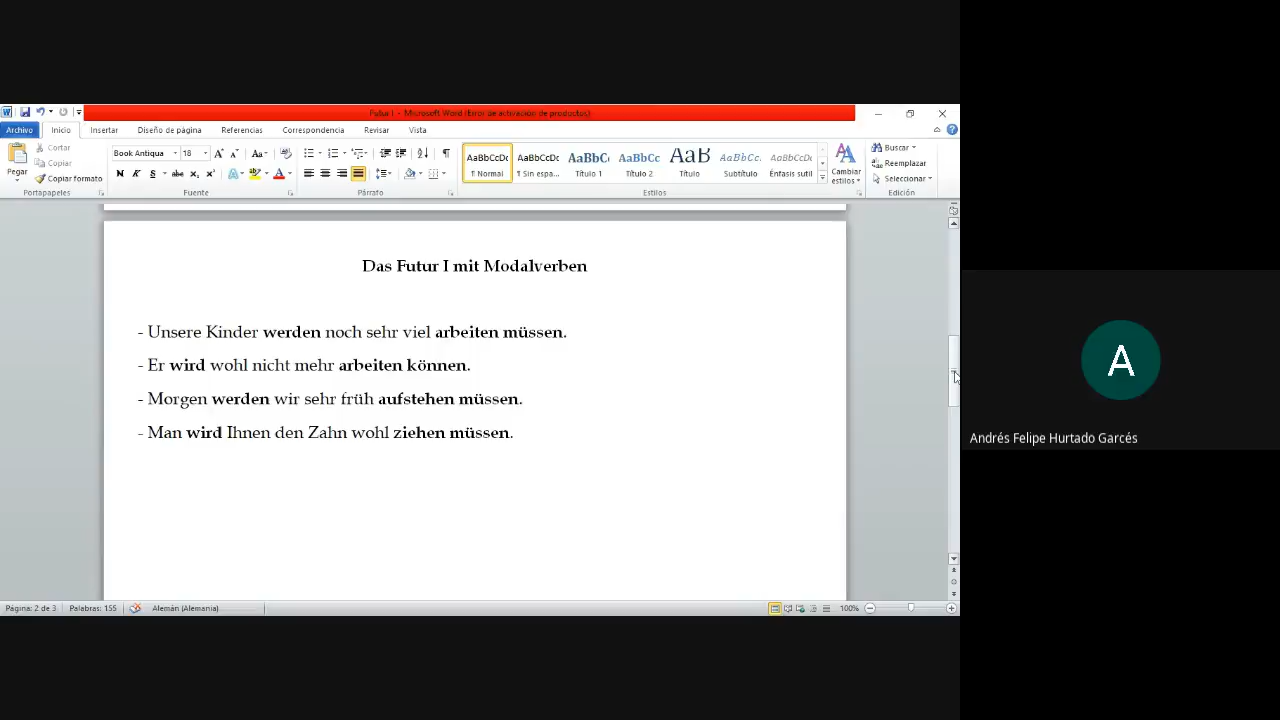 Futur I - Microsoft Word (Error de activación de productos)
Archivo Inicio Insertar Diseño de página Referencias Correspondencia Revisar Vista
Pegar
Cortar
Copiar
Copiar formato
Portapapeles
Book Antiqua 18
Fuente
Párrafo
AaBbCcDc AaBbCcDc AaBbC AaBbCc AaB AaBbCc. AaBbCcDc
¶ Normal ¶ Sin espa... Título 1 Título 2 Título Subtítulo Énfasis sutil
Estilos
Cambiar estilos
Buscar
Reemplazar
Seleccionar
Edición
Das Futur I mit Modalverben
- Unsere Kinder werden noch sehr viel arbeiten müssen.
- Er wird wohl nicht mehr arbeiten können.
- Morgen werden wir sehr früh aufstehen müssen.
- Man wird Ihnen den Zahn wohl ziehen müssen.
Página: 2 de 3 Palabras: 155 Alemán (Alemania) 100%
A
Andrés Felipe Hurtado Garcés